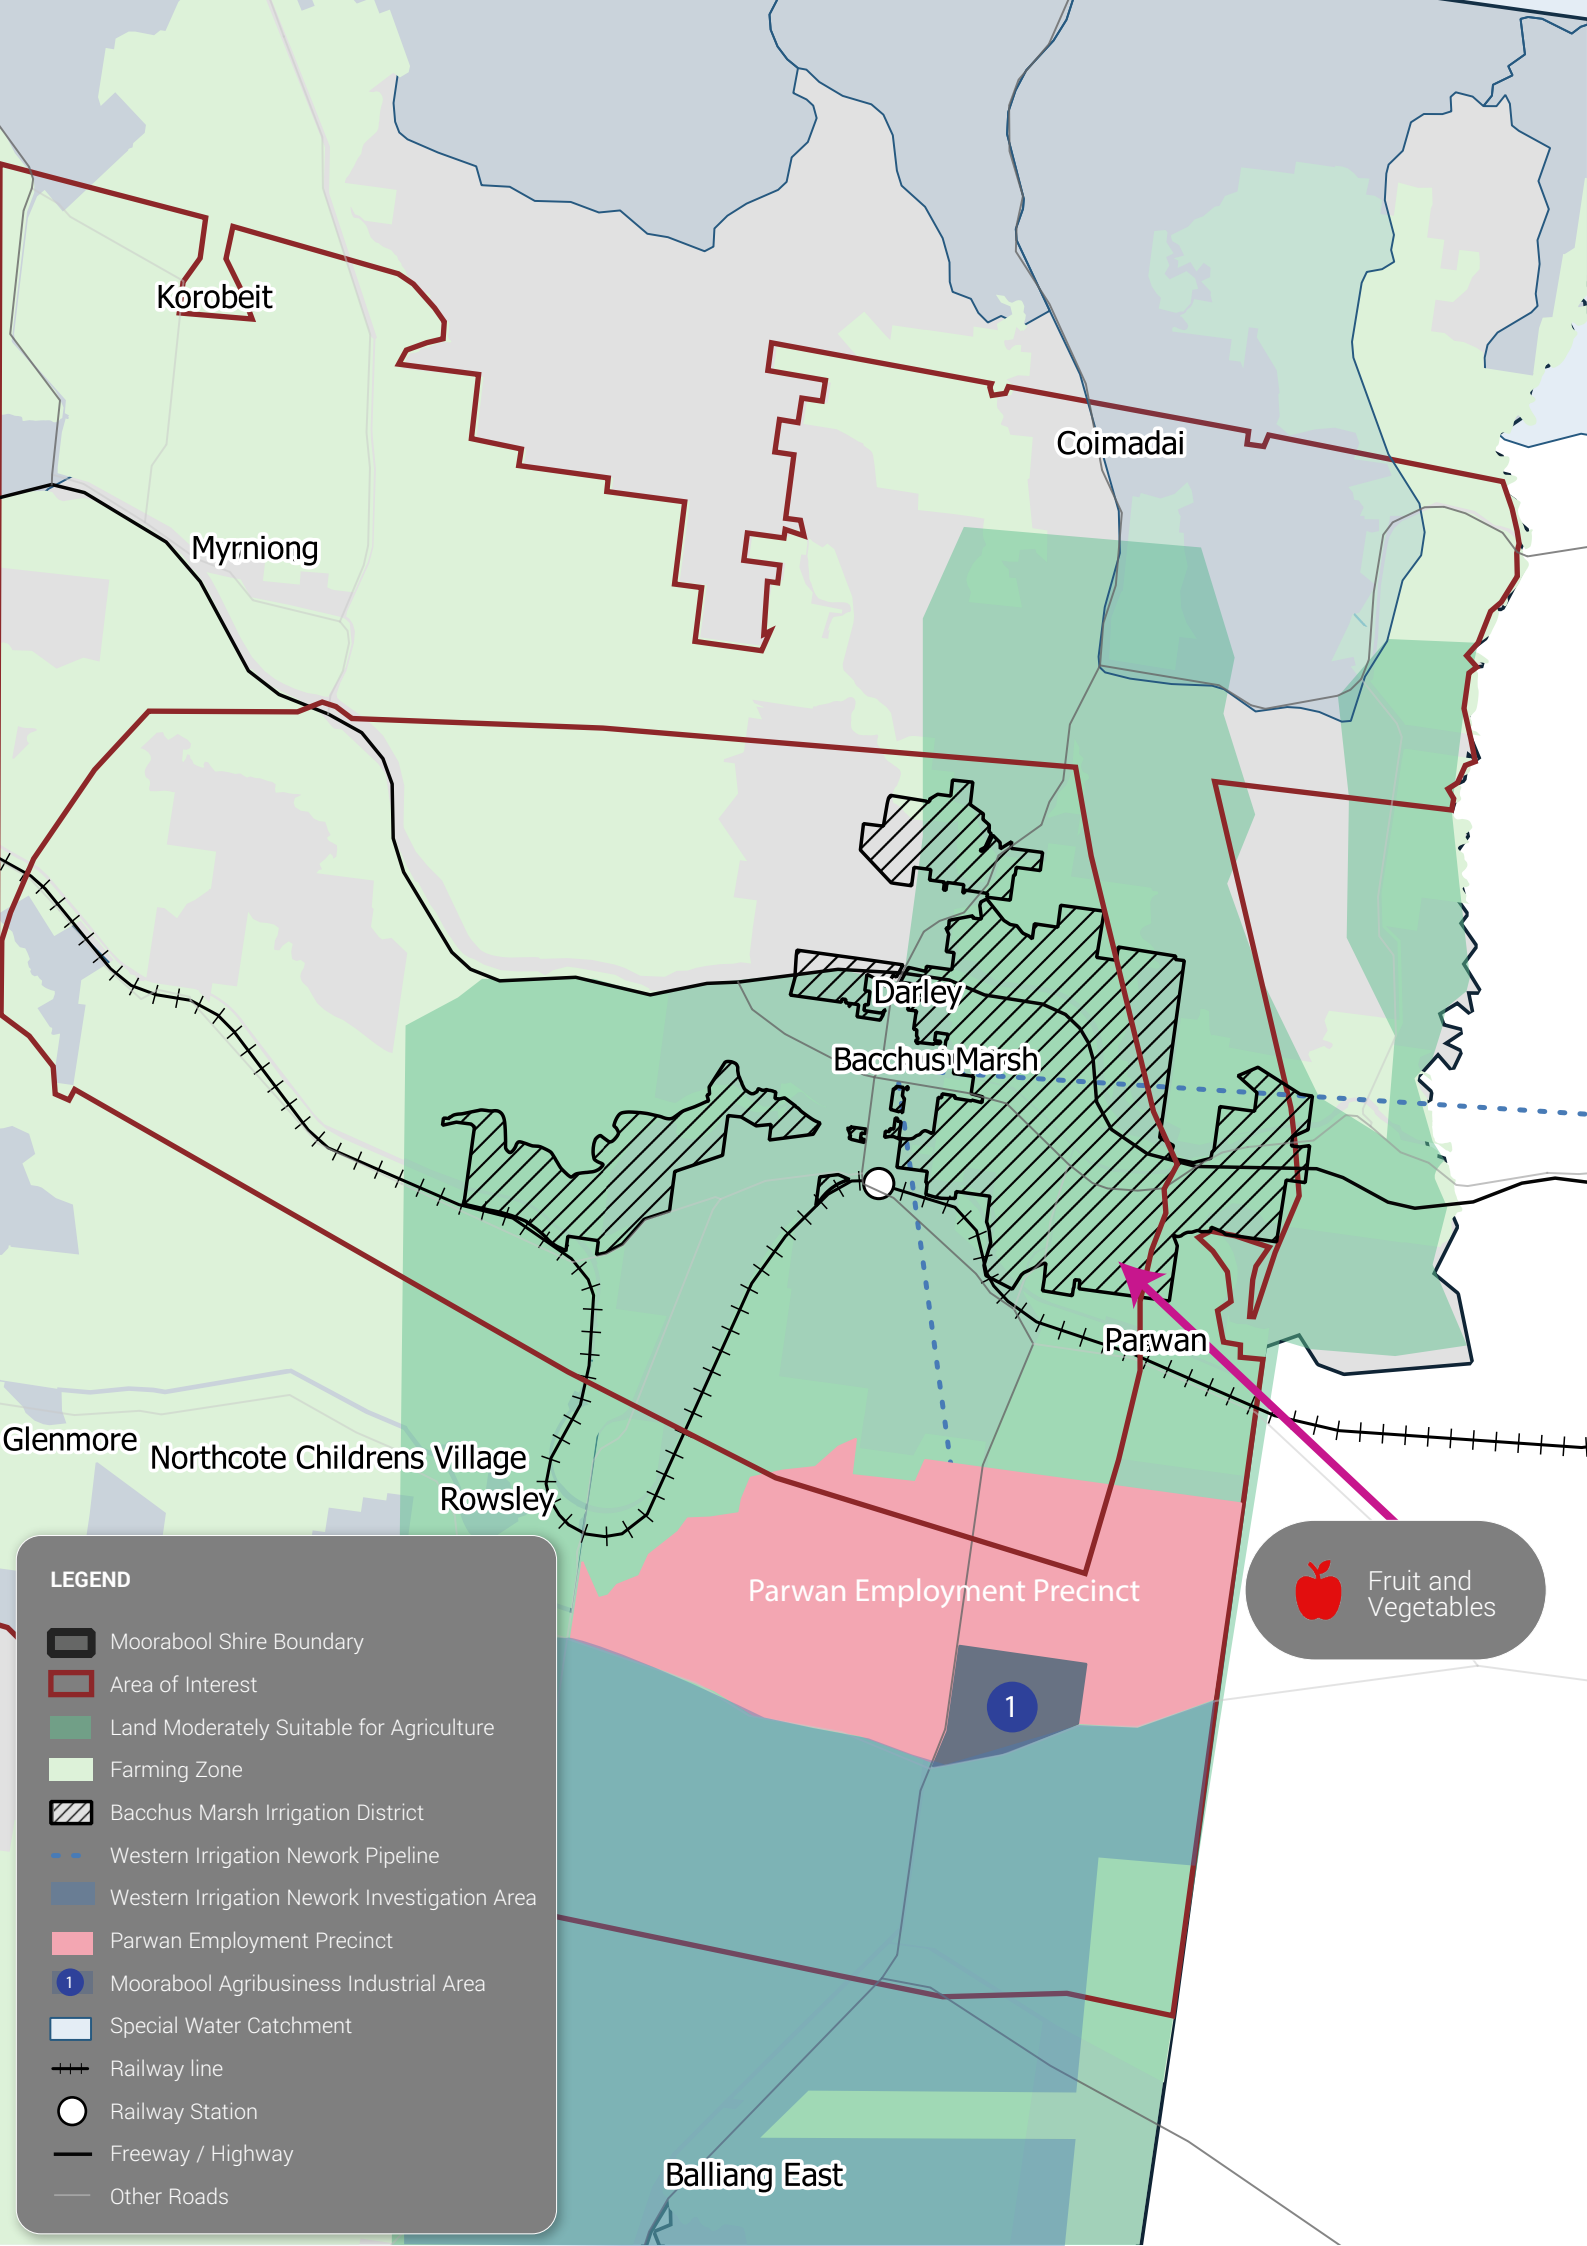 Korobeit
Coimadai
Myrniong
Darley
Bacchus Marsh
Parwan
Glenmore
Northcote Childrens Village
Rowsley
Parwan Employment Precinct
Fruit and
Vegetables
1
LEGEND
Moorabool Shire Boundary
Area of Interest
Land Moderately Suitable for Agriculture
Farming Zone
Bacchus Marsh Irrigation District
Western Irrigation Nework Pipeline
Western Irrigation Nework Investigation Area
Parwan Employment Precinct
1 Moorabool Agribusiness Industrial Area
Special Water Catchment
Railway line
Railway Station
Freeway / Highway
Other Roads
Balliang East